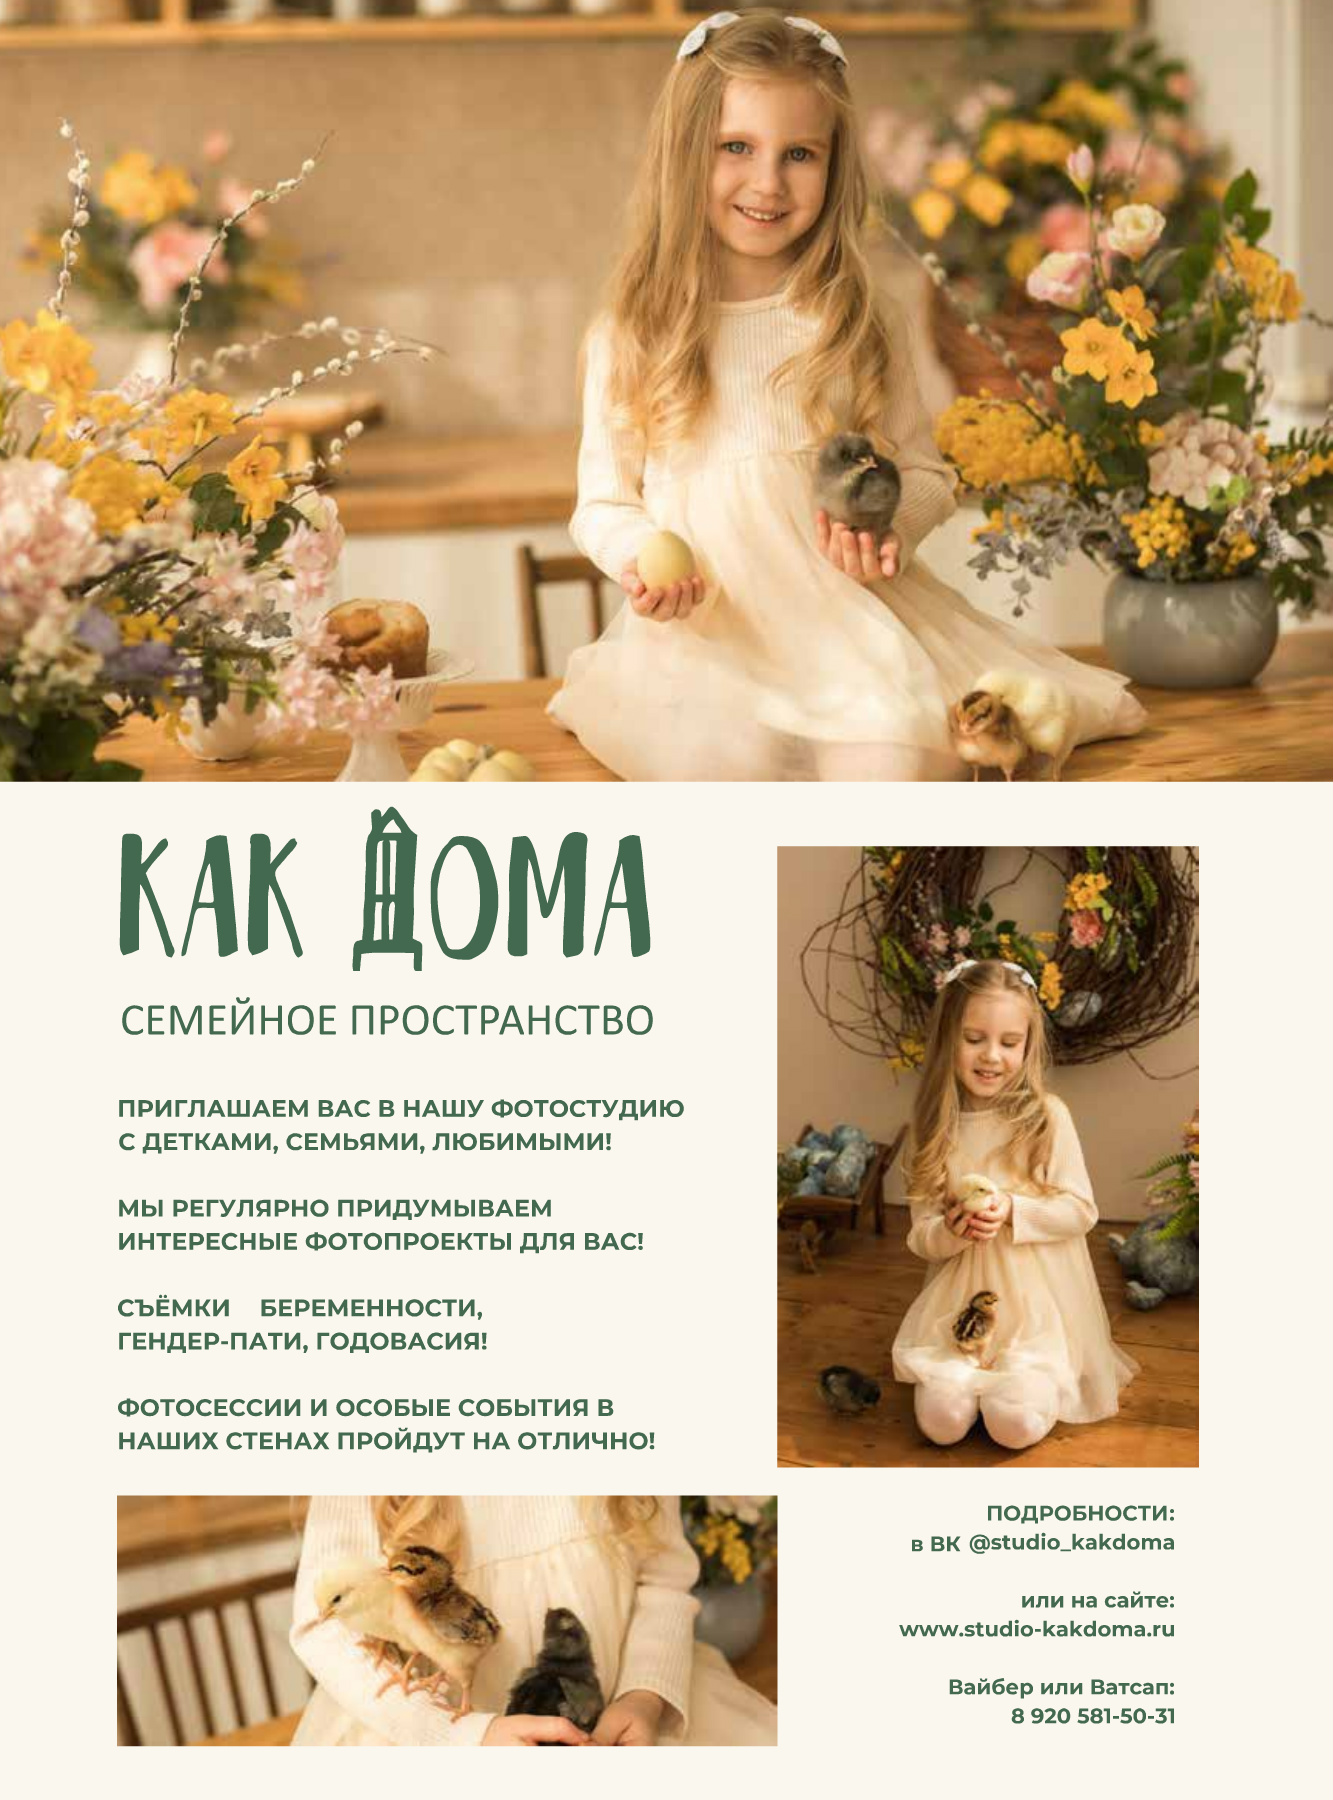 КАК ДОМА
СЕМЕЙНОЕ ПРОСТРАНСТВО
ПРИГЛАШАЕМ ВАС В НАШУ ФОТОСТУДИЮ
С ДЕТКАМИ, СЕМЬЯМИ, ЛЮБИМЫМИ!
МЫ РЕГУЛЯРНО ПРИДУМЫВАЕМ
ИНТЕРЕСНЫЕ ФОТОПРОЕКТЫ ДЛЯ ВАС!
СЪЁМКИ БЕРЕМЕННОСТИ,
ГЕНДЕР-ПАТИ, ГОДОВАСИЯ!
ФОТОСЕССИИ И ОСОБЫЕ СОБЫТИЯ В
НАШИХ СТЕНАХ ПРОЙДУТ НА ОТЛИЧНО!
ПОДРОБНОСТИ:
в ВК @studio_kakdoma
или на сайте:
www.studio-kakdoma.ru
Вайбер или Ватсап:
8 920 581-50-31